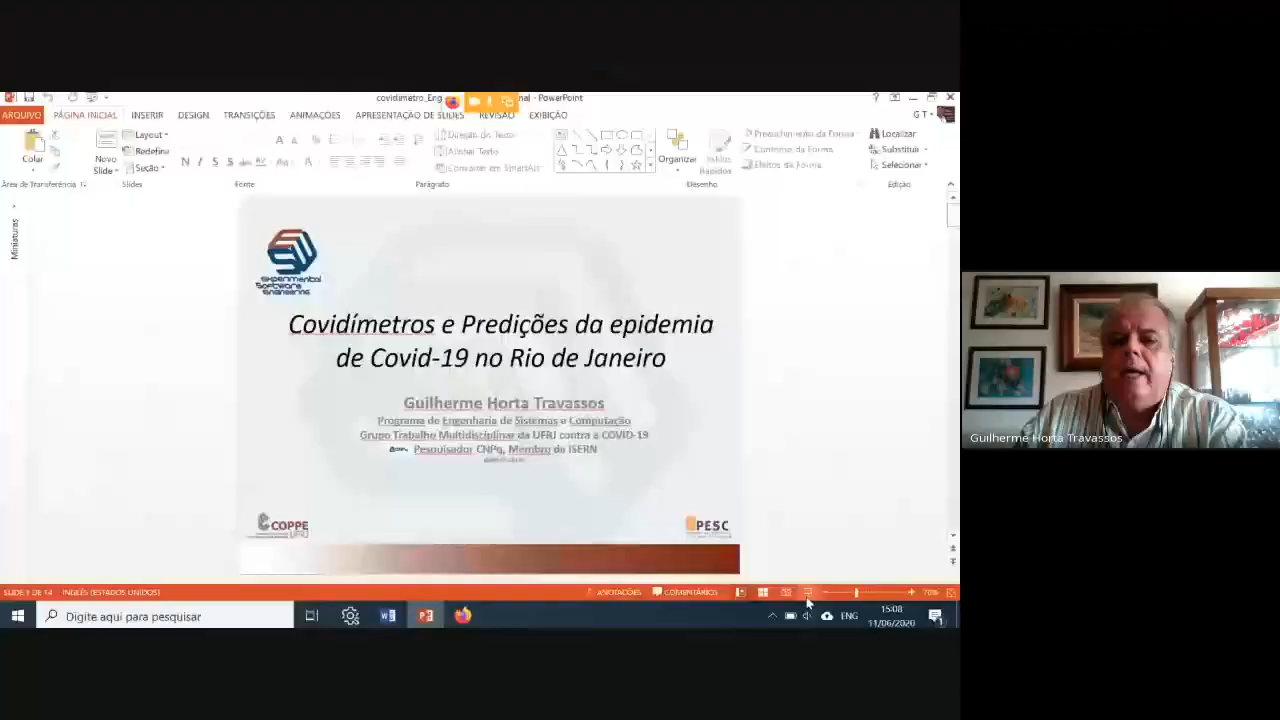 covidimetro_Eng
nal - PowerPoint
ARQUIVO PÁGINA INICIAL INSERIR DESIGN TRANSIÇÕES ANIMAÇÕES APRESENTAÇÃO DE SLIDES REVISÃO EXIBIÇÃO
G T
Colar
Novo
Slide
Layout
Redefinir
Seção
Direção do Texto
Alinhar Texto
Converter em SmartArt
Organizar
Estilos
Rápidos
Preenchimento da Forma
Contorno da Forma
Efeitos de Forma
Localizar
Substituir
Selecionar
Área de Transferência Slides Fonte Parágrafo Desenho Edição
Miniaturas
Experimental
Software
Engineering
Covidímetros e Predições da epidemia
de Covid-19 no Rio de Janeiro
Guilherme Horta Travassos
Programa de Engenharia de Sistemas e Computação
Grupo Trabalho Multidisciplinar da UFRJ contra a COVID-19
Pesquisador CNPq, Membro da ISERN
COPPE
UFRJ
PESC
SLIDE 1 DE 14 INGLÊS (ESTADOS UNIDOS)
ANOTAÇÕES COMENTÁRIOS
70%
Digite aqui para pesquisar
ENG
15:08
11/06/2020
Guilherme Horta Travassos